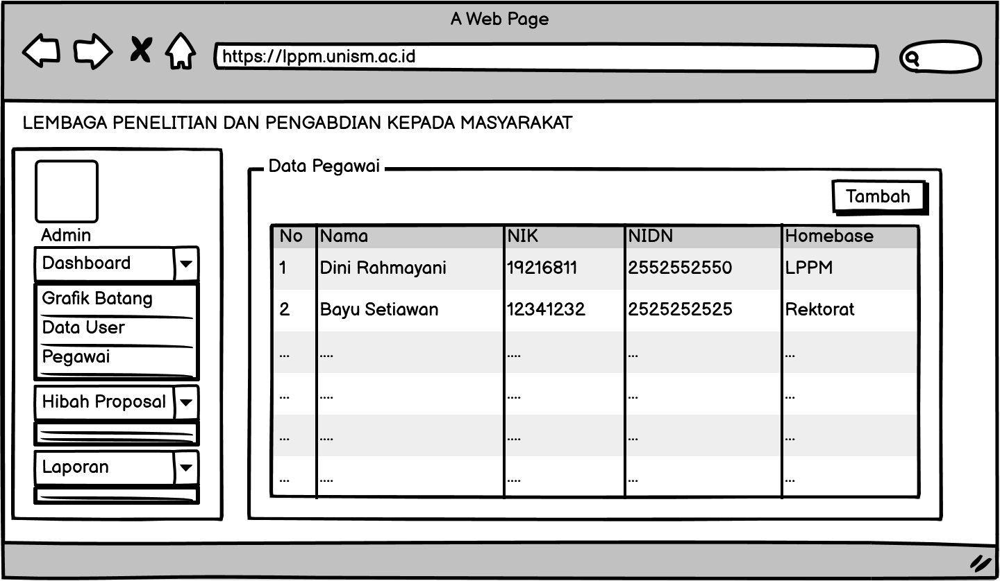 A Web Page
https://lppm.unism.ac.id
LEMBAGA PENELITIAN DAN PENGABDIAN KEPADA MASYARAKAT
Admin
Dashboard
Grafik Batang
Data User
Pegawai
Hibah Proposal
Laporan
Data Pegawai
Tambah
No Nama NIK NIDN Homebase
1 Dini Rahmayani 19216811 2552552550 LPPM
2 Bayu Setiawan 12341232 2525252525 Rektorat
... .... .... ... ...
... .... .... ... ...
... .... .... ... ...
... .... .... ... ...